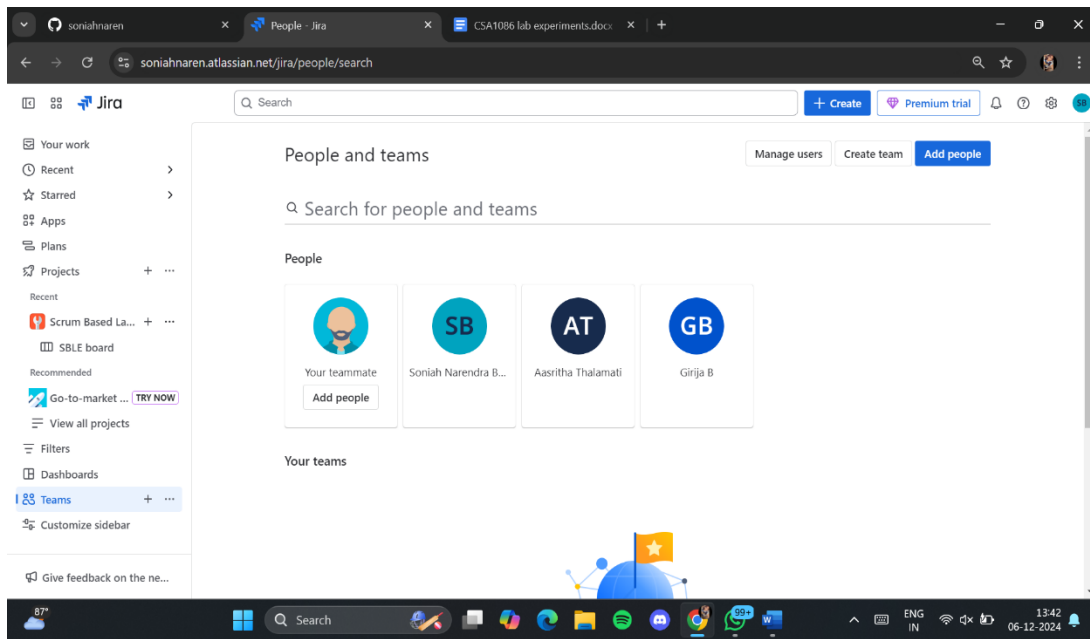 soniahnaren
People - Jira
CSA1086 lab experiments.docx
soniahnaren.atlassian.net/jira/people/search
Jira
Search
Create
Premium trial
SB
Your work
Recent
Starred
Apps
Plans
Projects
Recent
Scrum Based La...
SBLE board
Recommended
Go-to-market ... TRY NOW
View all projects
Filters
Dashboards
Teams
Customize sidebar
Give feedback on the ne...
People and teams
Manage users
Create team
Add people
Search for people and teams
People
Your teammate
Add people
SB
Soniah Narendra B...
AT
Aasritha Thalamati
GB
Girija B
Your teams
87°
Search
99+
ENG
IN
13:42
06-12-2024